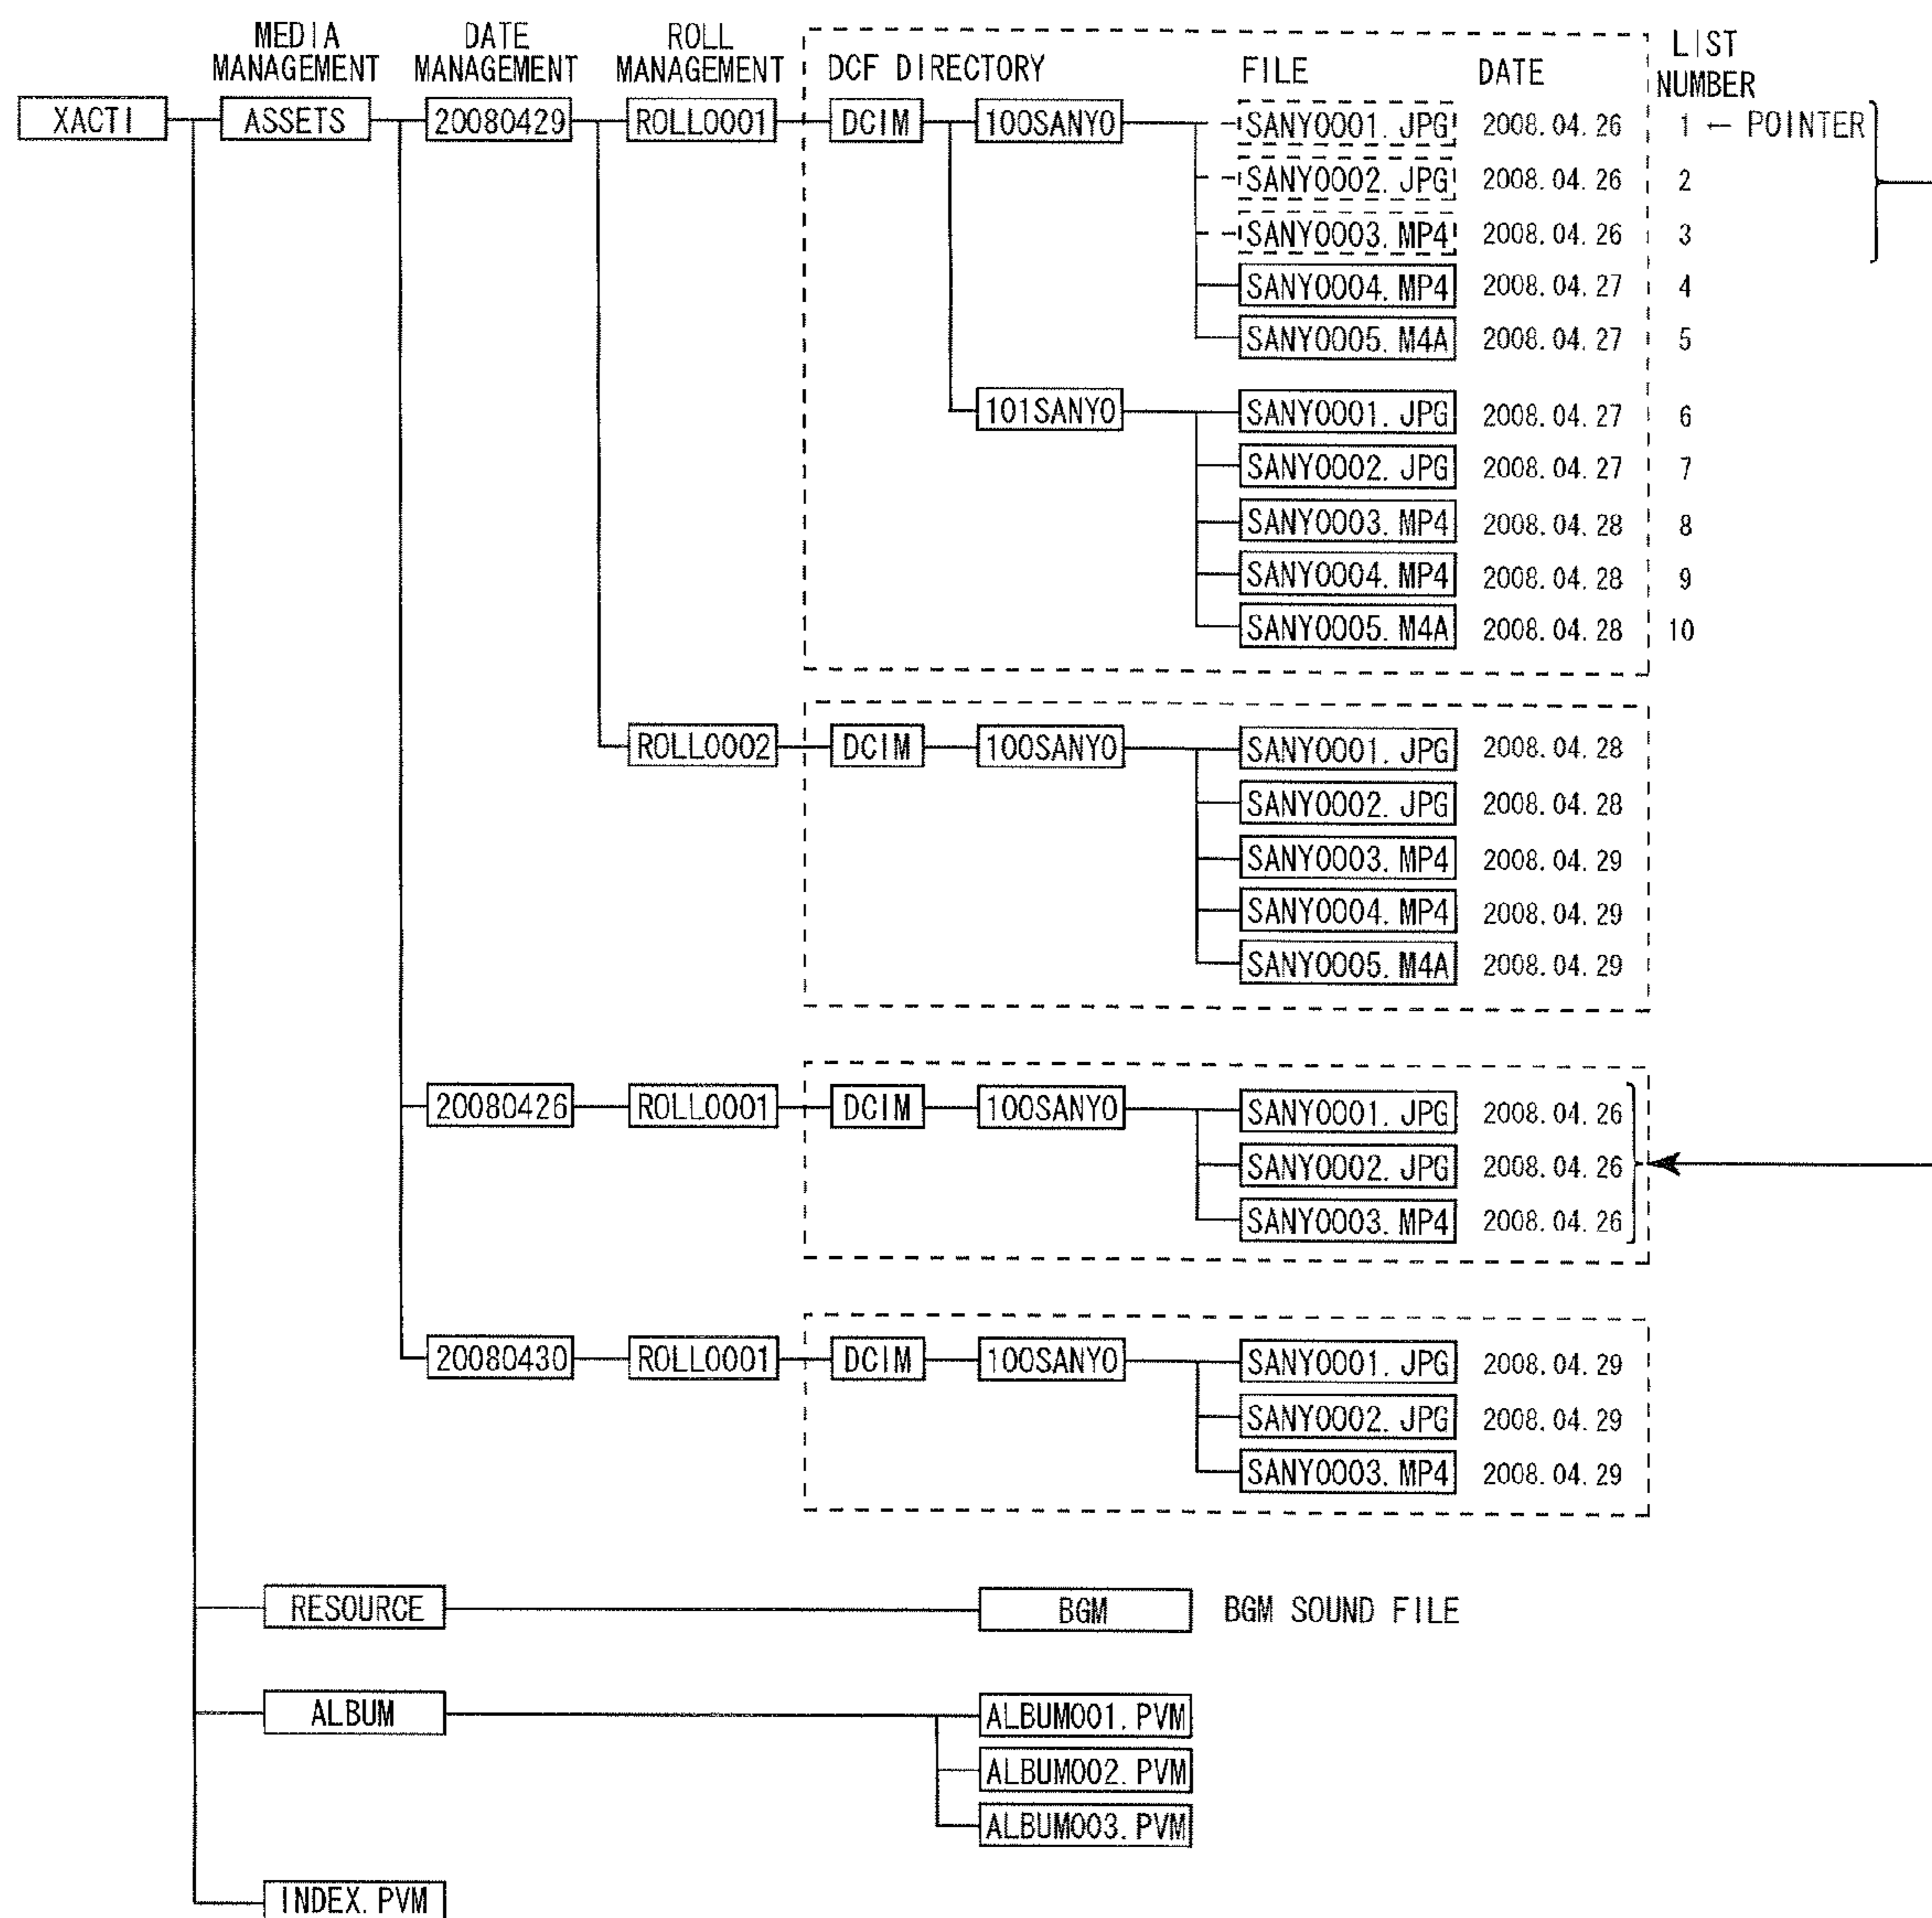 MEDIA MANAGEMENT
DATE MANAGEMENT
ROLL MANAGEMENT
DCF DIRECTORY
FILE
DATE
LIST NUMBER
XACTI
ASSETS
20080429
ROLL0001
DCIM
100SANYO
SANY0001.JPG 2008.04.26 1 ← POINTER
SANY0002.JPG 2008.04.26 2
SANY0003.MP4 2008.04.26 3
SANY0004.MP4 2008.04.27 4
SANY0005.M4A 2008.04.27 5
101SANYO
SANY0001.JPG 2008.04.27 6
SANY0002.JPG 2008.04.27 7
SANY0003.MP4 2008.04.28 8
SANY0004.MP4 2008.04.28 9
SANY0005.M4A 2008.04.28 10
ROLL0002
DCIM
100SANYO
SANY0001.JPG 2008.04.28
SANY0002.JPG 2008.04.28
SANY0003.MP4 2008.04.29
SANY0004.MP4 2008.04.29
SANY0005.M4A 2008.04.29
20080426
ROLL0001
DCIM
100SANYO
SANY0001.JPG 2008.04.26
SANY0002.JPG 2008.04.26
SANY0003.MP4 2008.04.26
20080430
ROLL0001
DCIM
100SANYO
SANY0001.JPG 2008.04.29
SANY0002.JPG 2008.04.29
SANY0003.MP4 2008.04.29
RESOURCE
BGM
BGM SOUND FILE
ALBUM
ALBUM001.PVM
ALBUM002.PVM
ALBUM003.PVM
INDEX.PVM